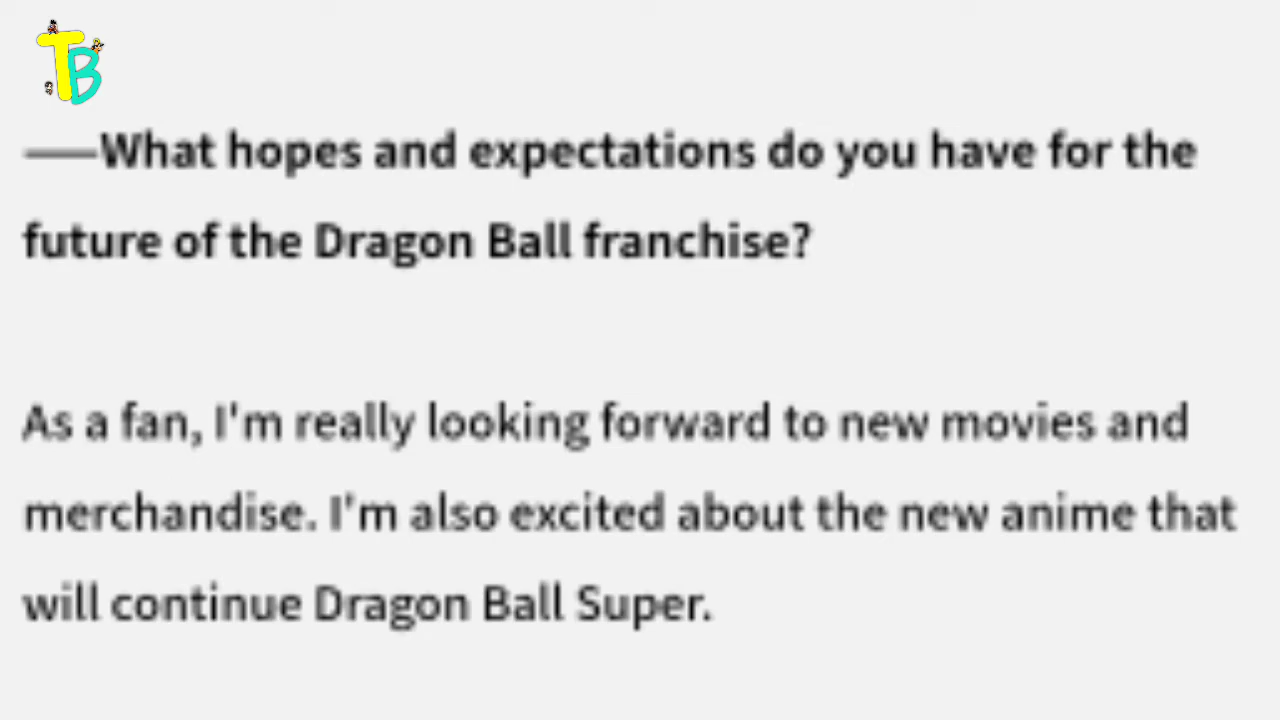 TB
——What hopes and expectations do you have for the
future of the Dragon Ball franchise?
As a fan, I'm really looking forward to new movies and
merchandise. I'm also excited about the new anime that
will continue Dragon Ball Super.